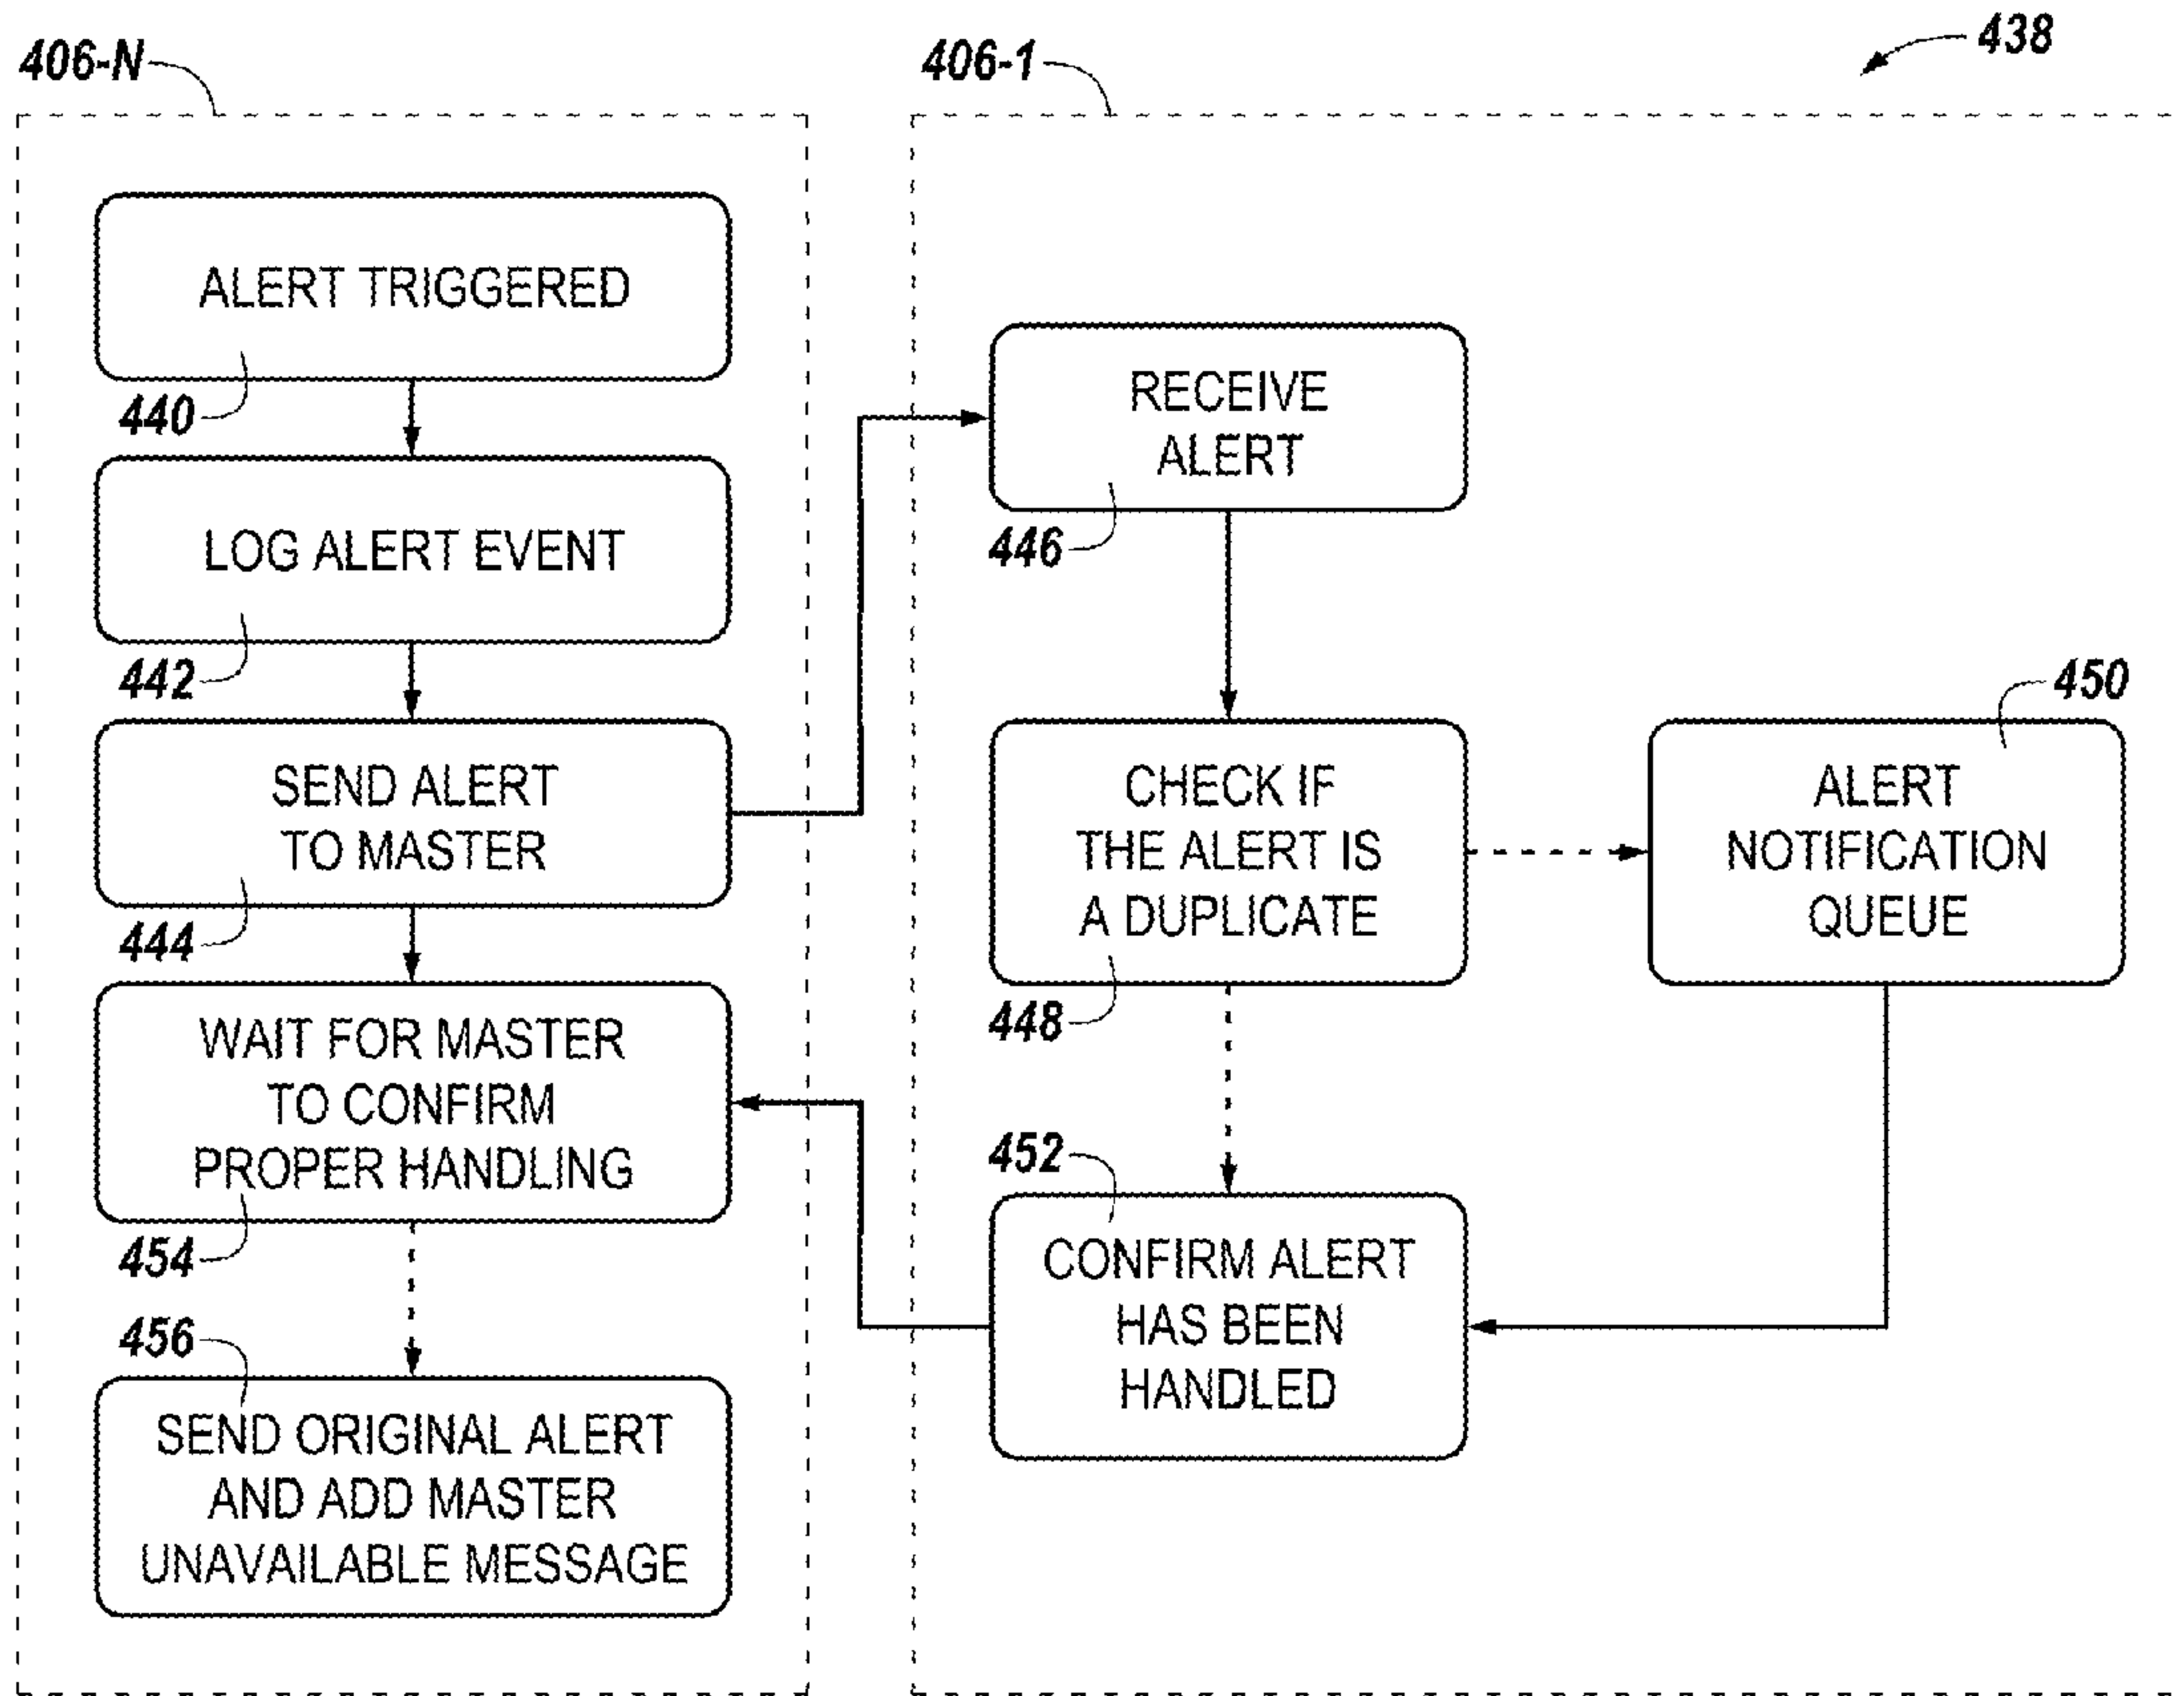 406-N
406-1
438
ALERT TRIGGERED
440
LOG ALERT EVENT
442
SEND ALERT
TO MASTER
444
WAIT FOR MASTER
TO CONFIRM
PROPER HANDLING
454
456
SEND ORIGINAL ALERT
AND ADD MASTER
UNAVAILABLE MESSAGE
RECEIVE
ALERT
446
CHECK IF
THE ALERT IS
A DUPLICATE
448
450
ALERT
NOTIFICATION
QUEUE
452
CONFIRM ALERT
HAS BEEN
HANDLED